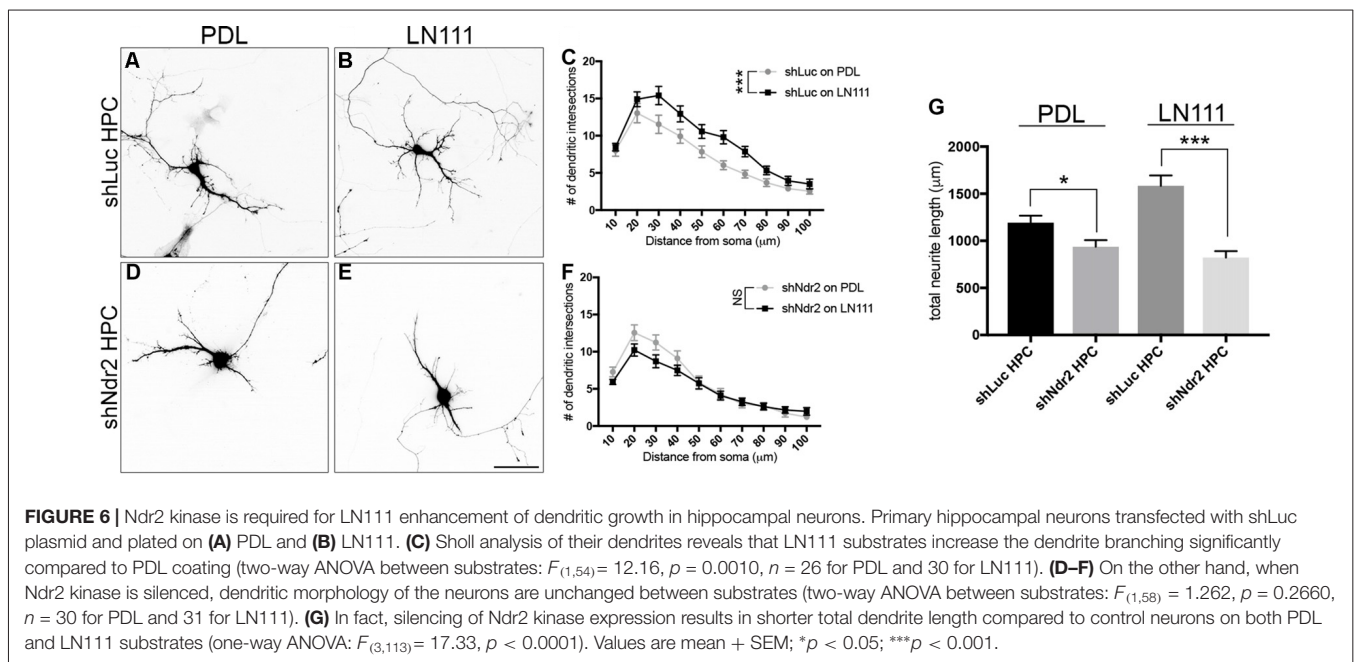 PDL
LN111
shLuc HPC
A
B
shNdr2 HPC
D
E
C
20
15
10
5
0
# of dendritic intersections
shLuc on PDL
shLuc on LN111
***
10
20
30
40
50
60
70
80
90
100
Distance from soma (μm)
F
20
15
10
5
0
# of dendritic intersections
shNdr2 on PDL
shNdr2 on LN111
NS
10
20
30
40
50
60
70
80
90
100
Distance from soma (μm)
G
PDL
LN111
2000
1500
1000
500
0
total neurite length (μm)
*
***
shLuc HPC
shNdr2 HPC
shLuc HPC
shNdr2 HPC
FIGURE 6 | Ndr2 kinase is required for LN111 enhancement of dendritic growth in hippocampal neurons. Primary hippocampal neurons transfected with shLuc
plasmid and plated on (A) PDL and (B) LN111. (C) Sholl analysis of their dendrites reveals that LN111 substrates increase the dendrite branching significantly
compared to PDL coating (two-way ANOVA between substrates: F(1,54)= 12.16, p = 0.0010, n = 26 for PDL and 30 for LN111). (D–F) On the other hand, when
Ndr2 kinase is silenced, dendritic morphology of the neurons are unchanged between substrates (two-way ANOVA between substrates: F(1,58) = 1.262, p = 0.2660,
n = 30 for PDL and 31 for LN111). (G) In fact, silencing of Ndr2 kinase expression results in shorter total dendrite length compared to control neurons on both PDL
and LN111 substrates (one-way ANOVA: F(3,113)= 17.33, p < 0.0001). Values are mean + SEM; *p < 0.05; ***p < 0.001.